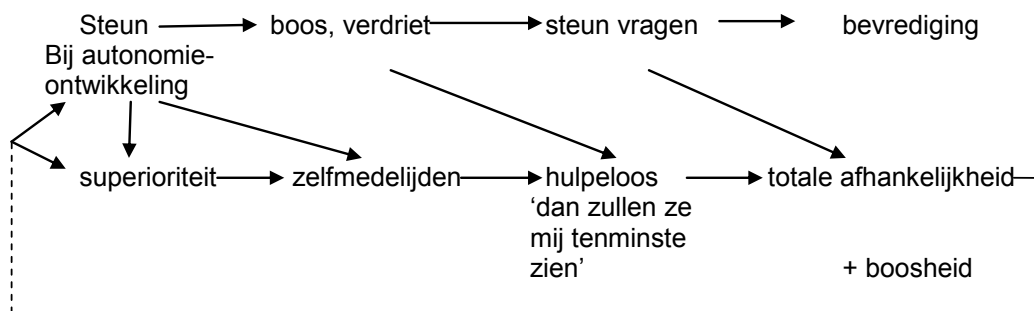 Steun boos, verdriet steun vragen bevrediging
Bij autonomie-
ontwikkeling
superioriteit zelfmedelijden hulpeloos totale afhankelijkheid
‘dan zullen ze
mij tenminste
zien’ + boosheid